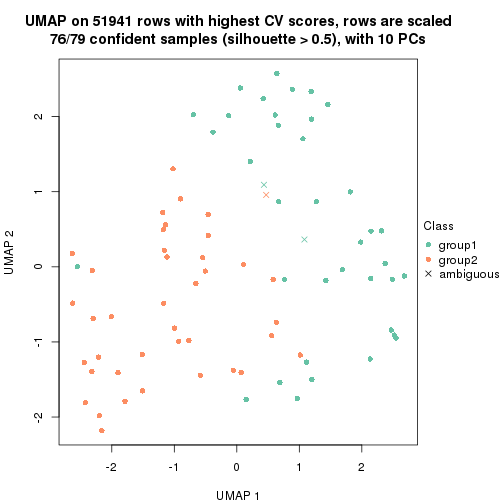 UMAP on 51941 rows with highest CV scores, rows are scaled
76/79 confident samples (silhouette > 0.5), with 10 PCs
2
1
0
-1
-2
UMAP 2
-2
-1
0
1
2
UMAP 1
Class
group1
group2
ambiguous